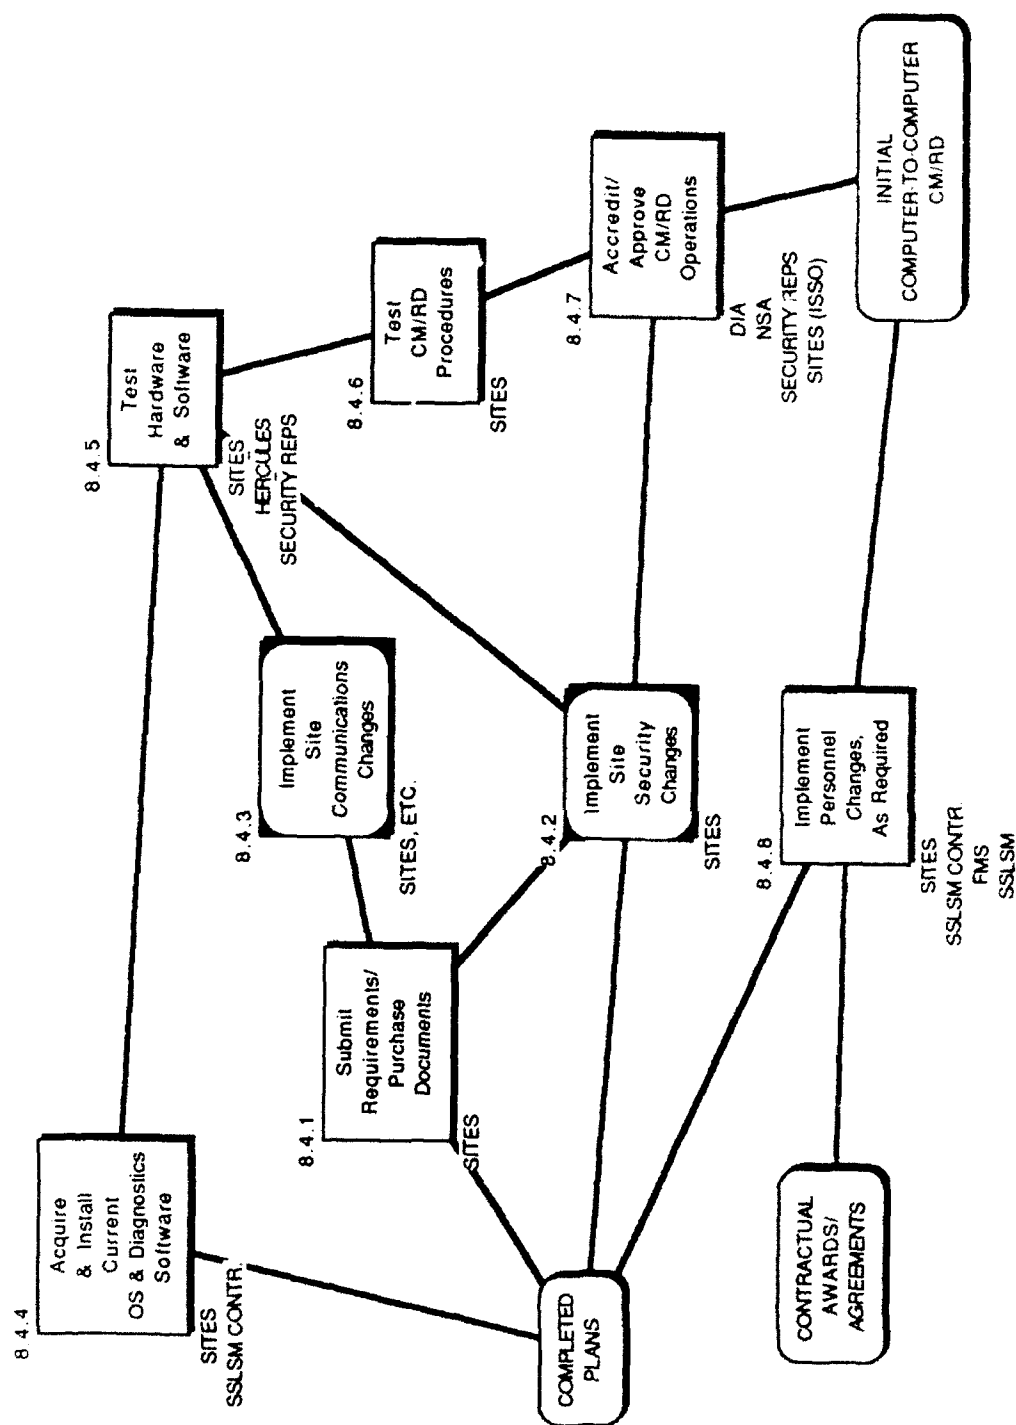 8.4.4
Acquire
& Install
Current
OS & Diagnostics
Software
SITES
SSLSM CONTR.
8.4.5
Test
Hardware
& Software
SITES
HERCULES
SECURITY REPS
8.4.1
Submit
Requirements/
Purchase
Documents
SITES
8.4.3
Implement
Site
Communications
Changes
SITES, ETC.
8.4.6
Test
CM/RD
Procedures
SITES
COMPLETED
PLANS
8.4.2
Implement
Site
Security
Changes
SITES
8.4.7
Accredit/
Approve
CM/RD
Operations
DIA
NSA
SECURITY REPS
SITES (ISSO)
CONTRACTUAL
AWARDS/
AGREEMENTS
8.4.8
Implement
Personnel
Changes,
As Required
SITES
SSLSM CONTR.
FMS
SSLSM
INITIAL
COMPUTER-TO-COMPUTER
CM/RD